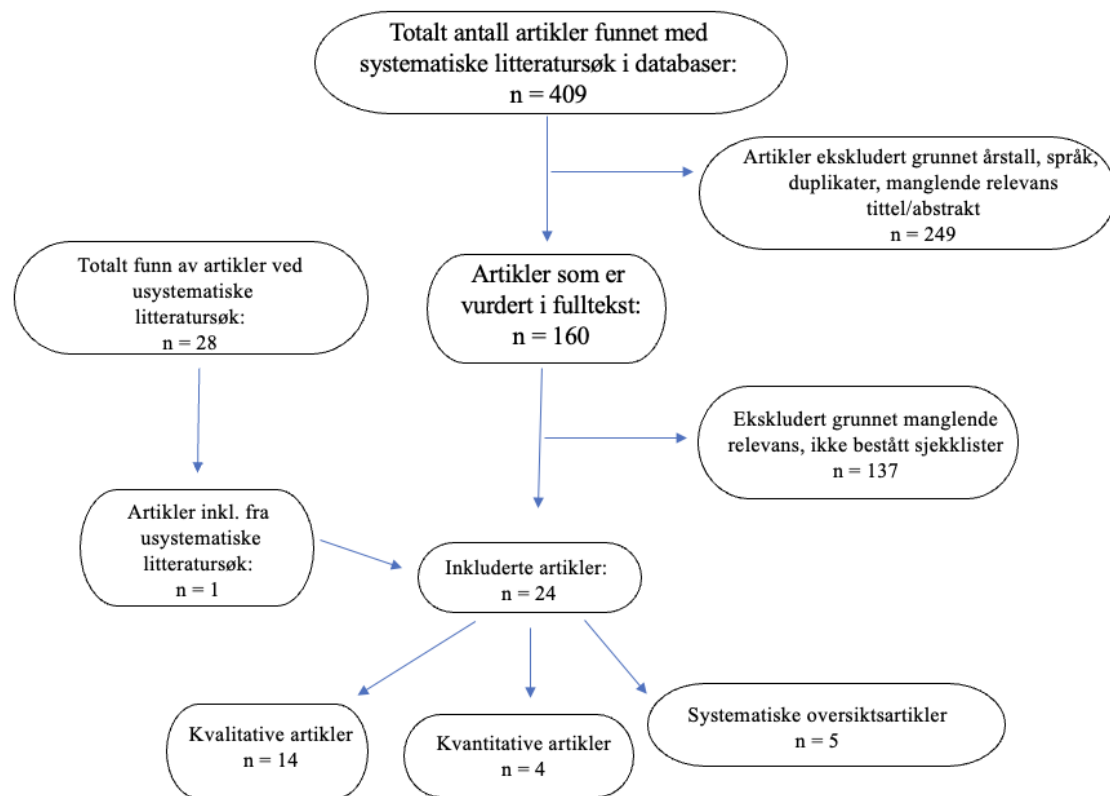 Totalt antall artikler funnet med
systematiske litteratursøk i databaser:
n = 409
Artikler ekskludert grunnet årstall, språk,
duplikater, manglende relevans
tittel/abstrakt
n = 249
Totalt funn av artikler ved
usystematiske
litteratursøk:
n = 28
Artikler som er
vurdert i fulltekst:
n = 160
Ekskludert grunnet manglende
relevans, ikke bestått sjekklister
n = 137
Artikler inkl. fra
usystematiske
litteratursøk:
n = 1
Inkluderte artikler:
n = 24
Kvalitative artikler
n = 14
Kvantitative artikler
n = 4
Systematiske oversiktsartikler
n = 5